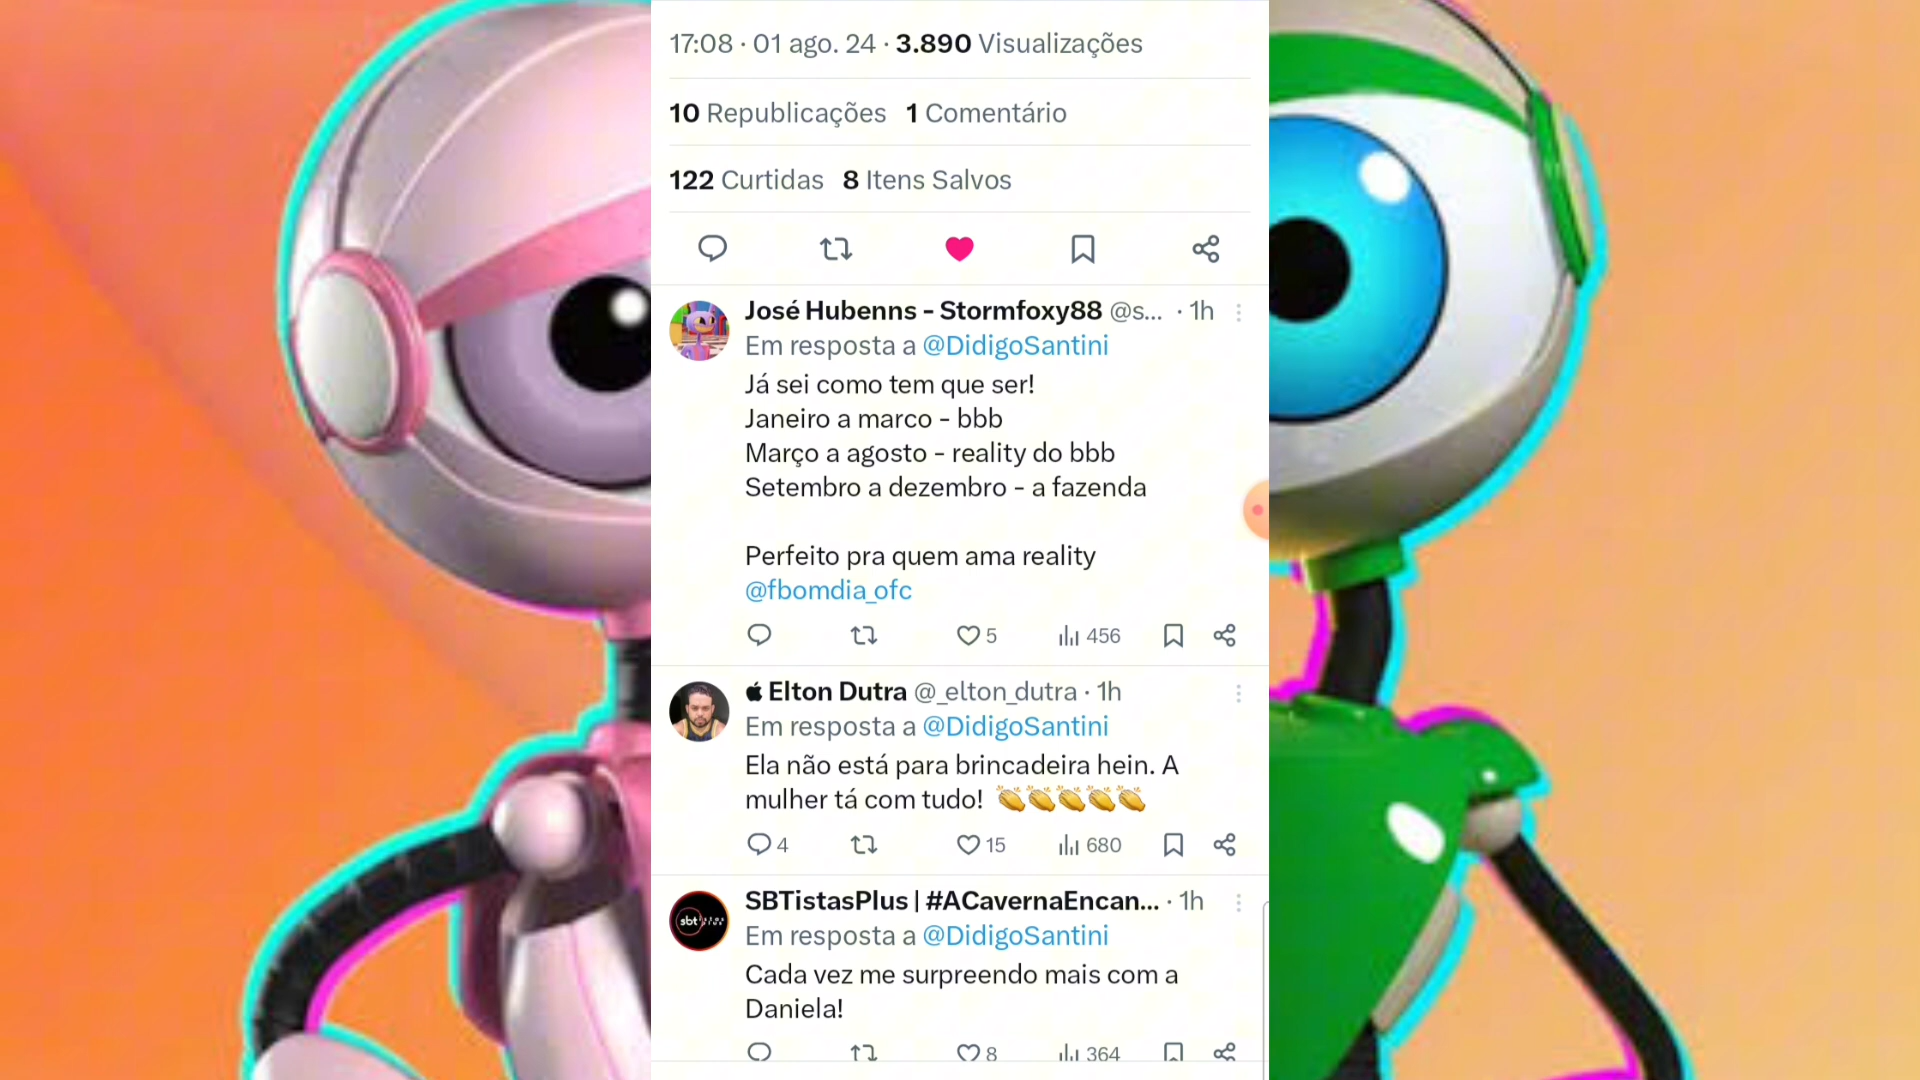 17:08 · 01 ago. 24 · 3.890 Visualizações
10 Republicações 1 Comentário
122 Curtidas 8 Itens Salvos
José Hubenns - Stormfoxy88 @s... · 1h
Em resposta a @DidigoSantini
Já sei como tem que ser!
Janeiro a marco - bbb
Março a agosto - reality do bbb
Setembro a dezembro - a fazenda
Perfeito pra quem ama reality
@fbomdia_ofc
5 456
Elton Dutra @_elton_dutra · 1h
Em resposta a @DidigoSantini
Ela não está para brincadeira hein. A
mulher tá com tudo! 👏👏👏👏👏
4 15 680
SBTistasPlus | #ACavernaEncan... · 1h
sbt
Em resposta a @DidigoSantini
Cada vez me surpreendo mais com a
Daniela!
8 364